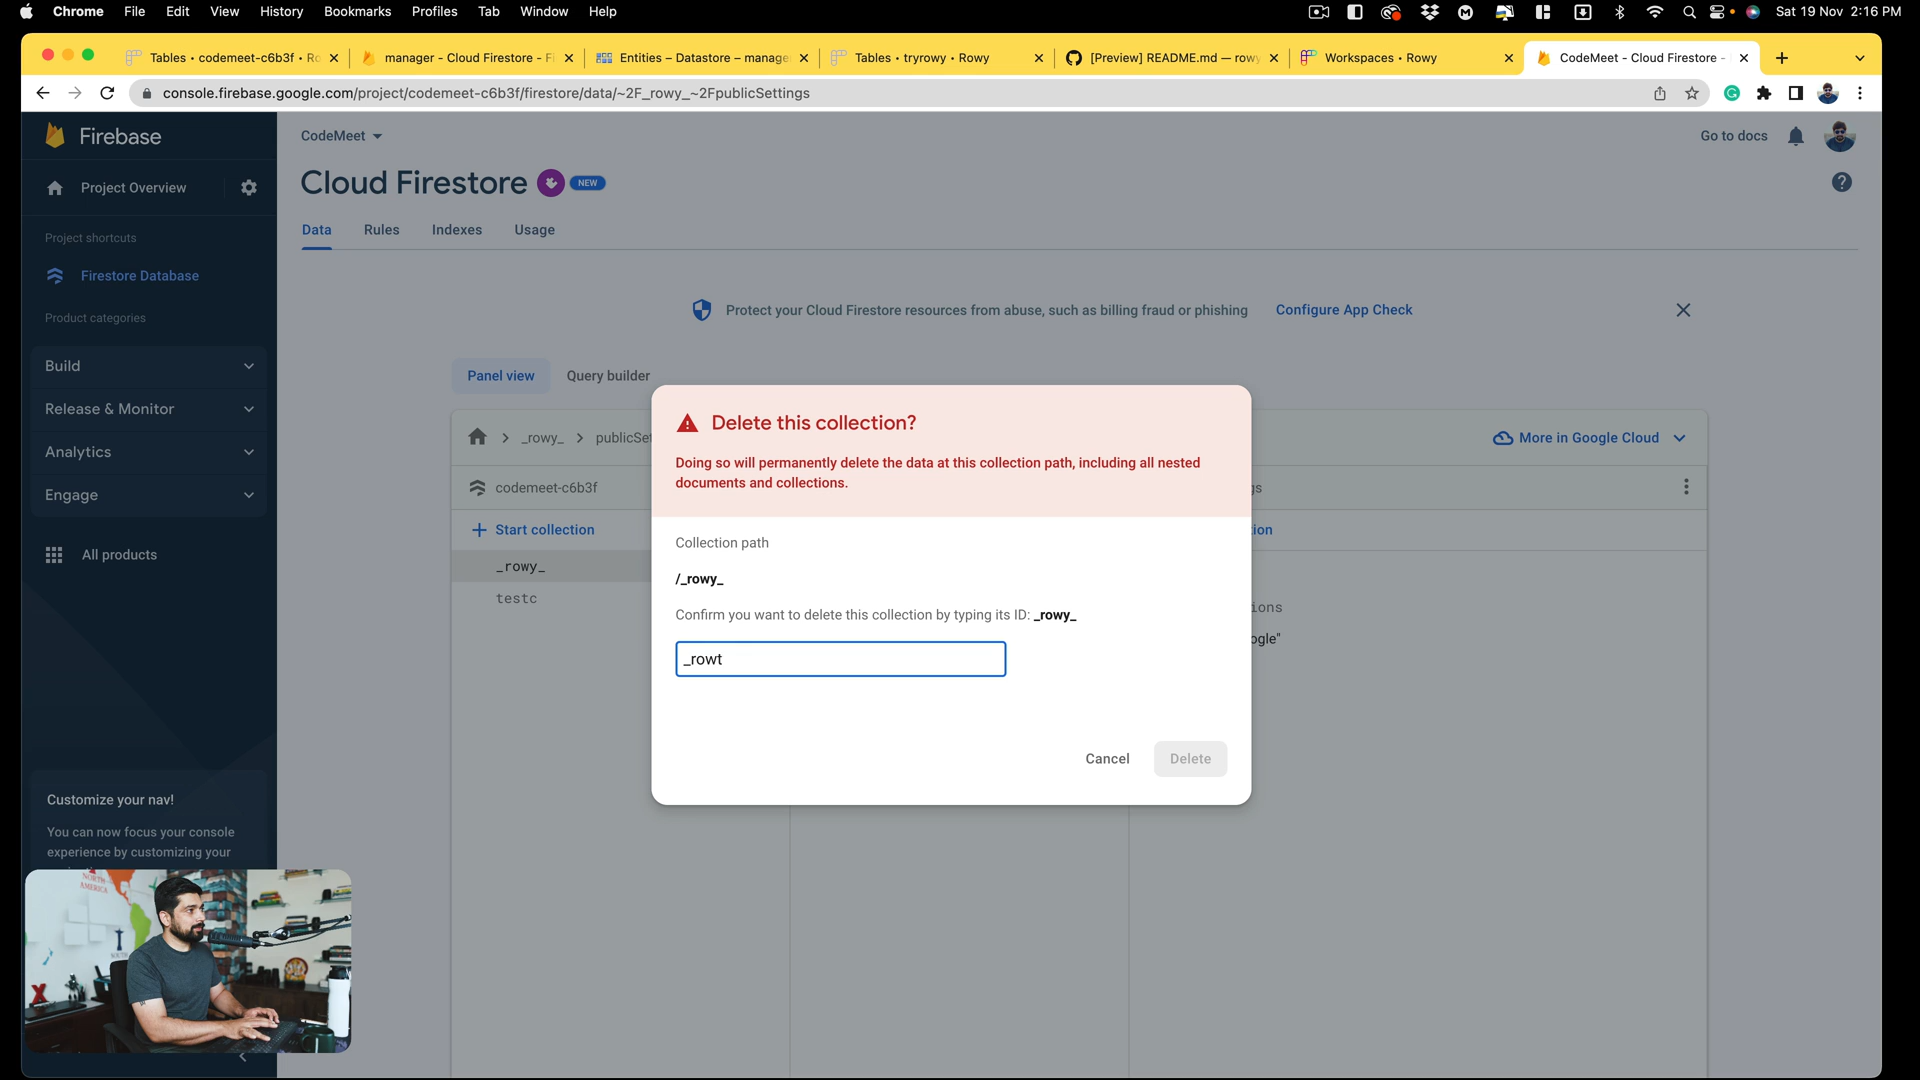 Chrome File Edit View History Bookmarks Profiles Tab Window Help Sat 19 Nov 2:16 PM
Tables • codemeet-c6b3f • Ro manager - Cloud Firestore - Fi Entities – Datastore – manage Tables • tryrowy • Rowy [Preview] README.md — rowy Workspaces • Rowy CodeMeet - Cloud Firestore -
console.firebase.google.com/project/codemeet-c6b3f/firestore/data/~2F_rowy_~2FpublicSettings
Firebase
CodeMeet
Go to docs
Project Overview
Cloud Firestore NEW
Data Rules Indexes Usage
Project shortcuts
Firestore Database
Product categories
Build
Release & Monitor
Analytics
Engage
All products
Customize your nav!
You can now focus your console
experience by customizing your
Protect your Cloud Firestore resources from abuse, such as billing fraud or phishing Configure App Check
Panel view Query builder
_rowy_ publicSet
More in Google Cloud
codemeet-c6b3f
gs
Start collection
ion
_rowy_
testc
ions
ogle"
Delete this collection?
Doing so will permanently delete the data at this collection path, including all nested
documents and collections.
Collection path
/_rowy_
Confirm you want to delete this collection by typing its ID: _rowy_
_rowt
Cancel Delete
NORTH
AMERICA